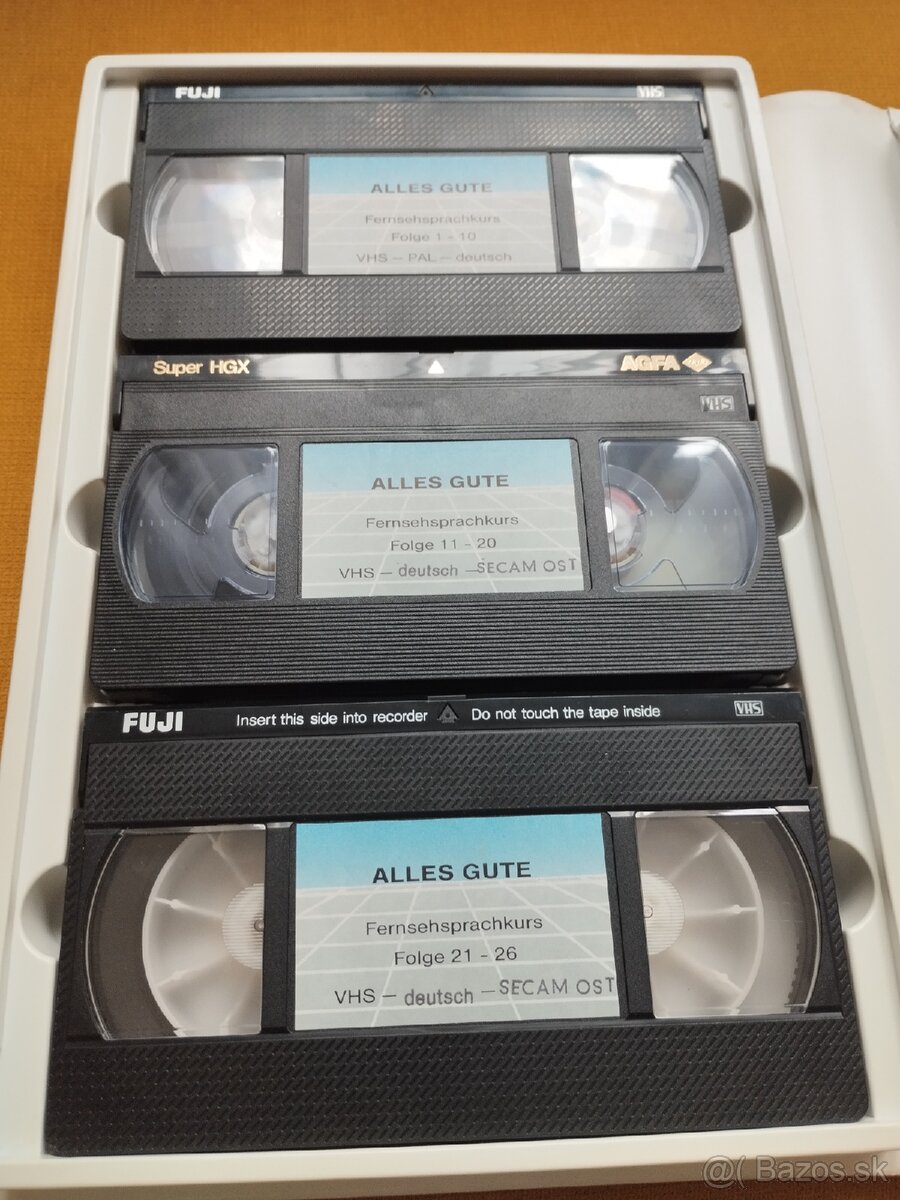 FUJI VHS
ALLES GUTE
Fernsehsprachkurs
Folge 1 - 10
VHS – PAL – deutsch
Super HGX AGFA
VHS
ALLES GUTE
Fernsehsprachkurs
Folge 11 - 20
VHS – deutsch – SECAM OST
FUJI Insert this side into recorder Do not touch the tape inside VHS
ALLES GUTE
Fernsehsprachkurs
Folge 21 - 26
VHS – deutsch – SECAM OST
@( Bazos.sk